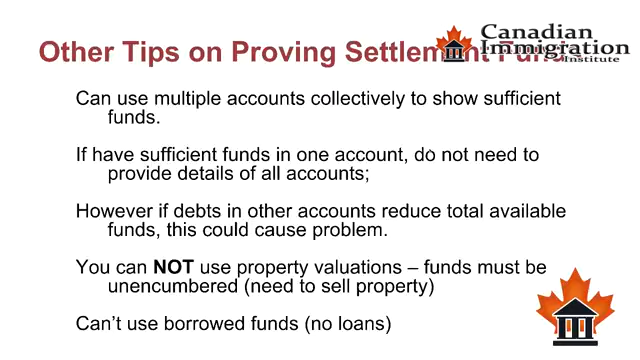 Other Tips on Proving Settlement Funds
Canadian
Immigration
Institute
Can use multiple accounts collectively to show sufficient
funds.
If have sufficient funds in one account, do not need to
provide details of all accounts;
However if debts in other accounts reduce total available
funds, this could cause problem.
You can NOT use property valuations – funds must be
unencumbered (need to sell property)
Can’t use borrowed funds (no loans)